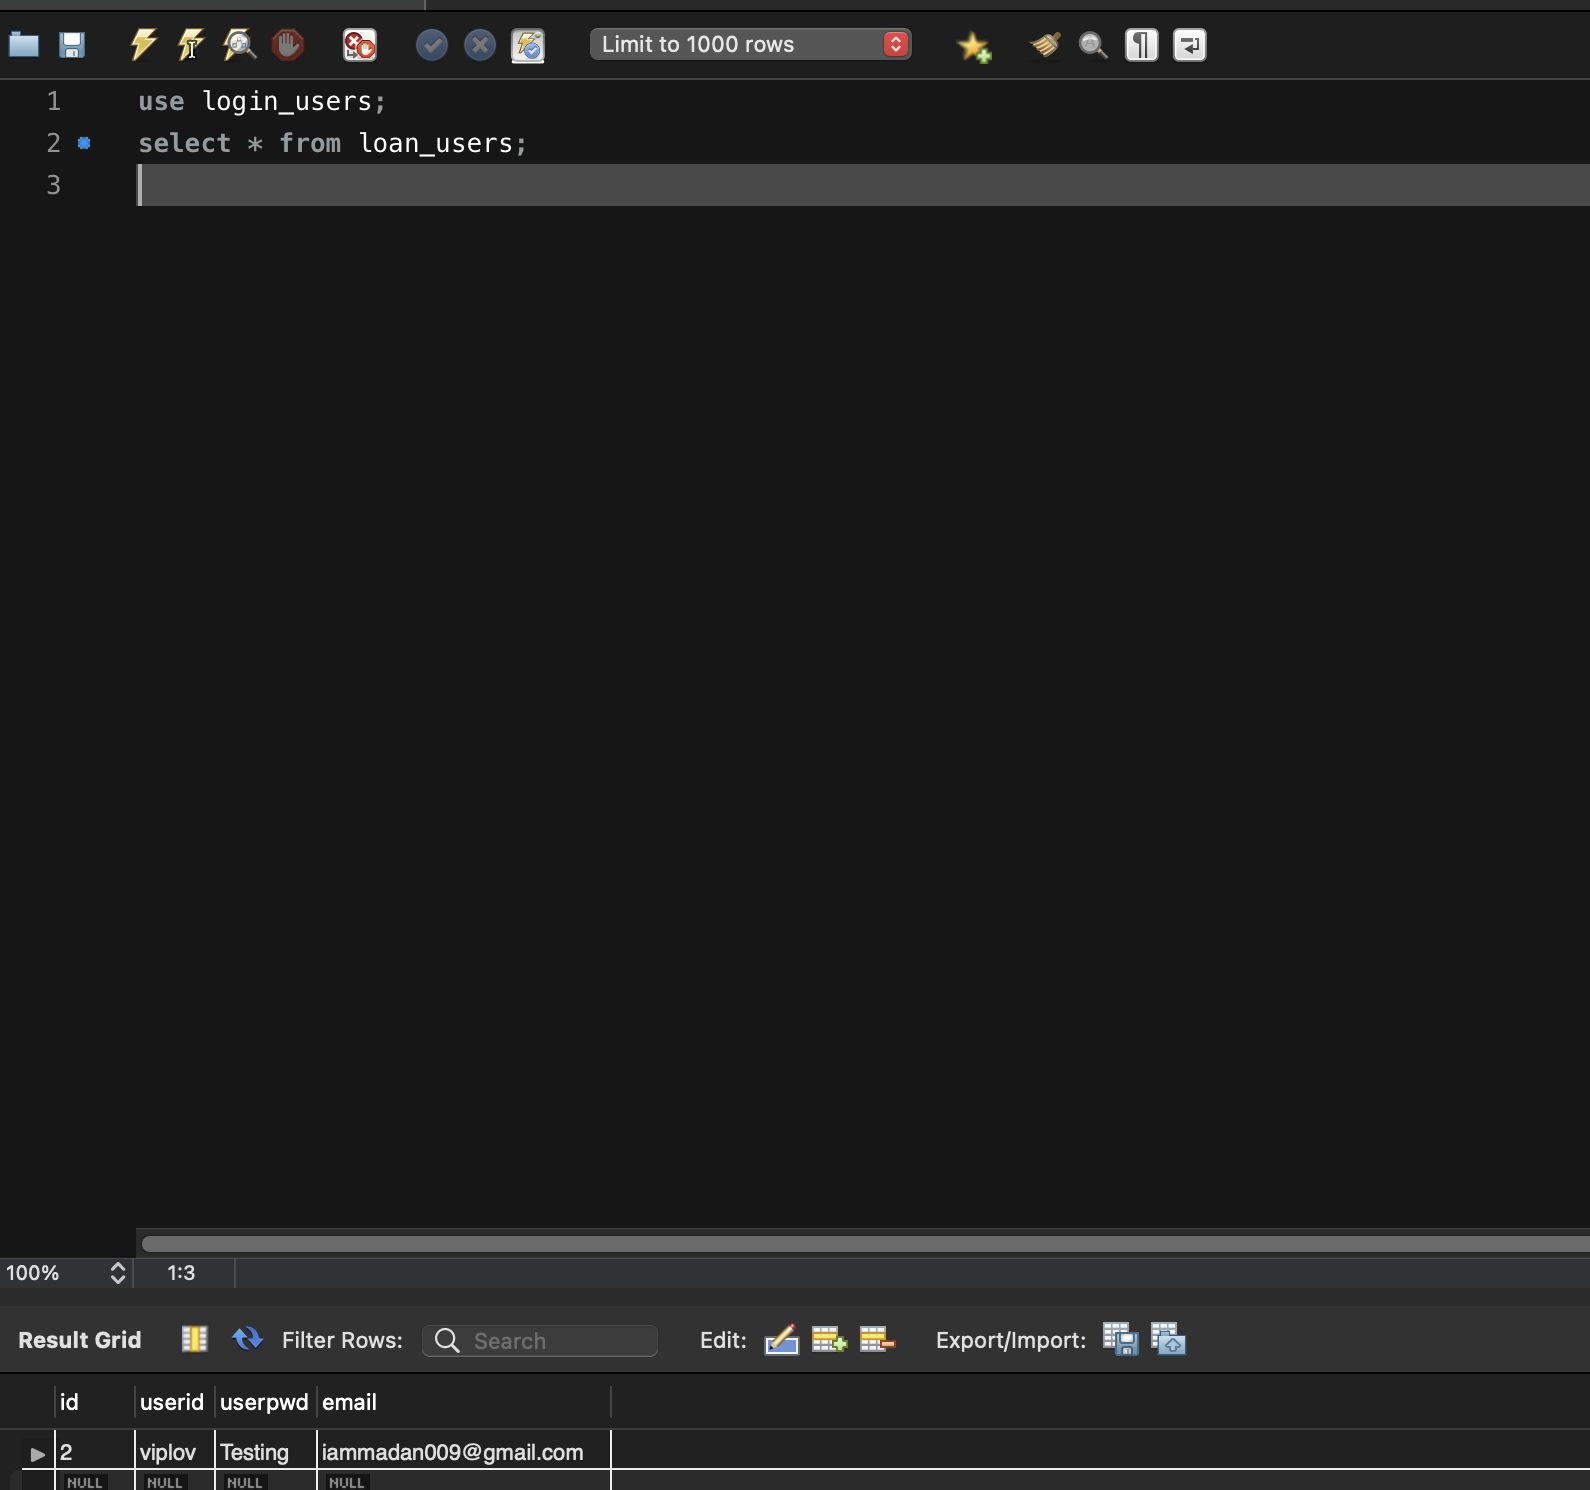 Limit to 1000 rows
1 use login_users;
2 select * from loan_users;
3
100% 1:3
Result Grid Filter Rows: Search Edit: Export/Import:
id userid userpwd email
2 viplov Testing iammadan009@gmail.com
NULL NULL NULL NULL